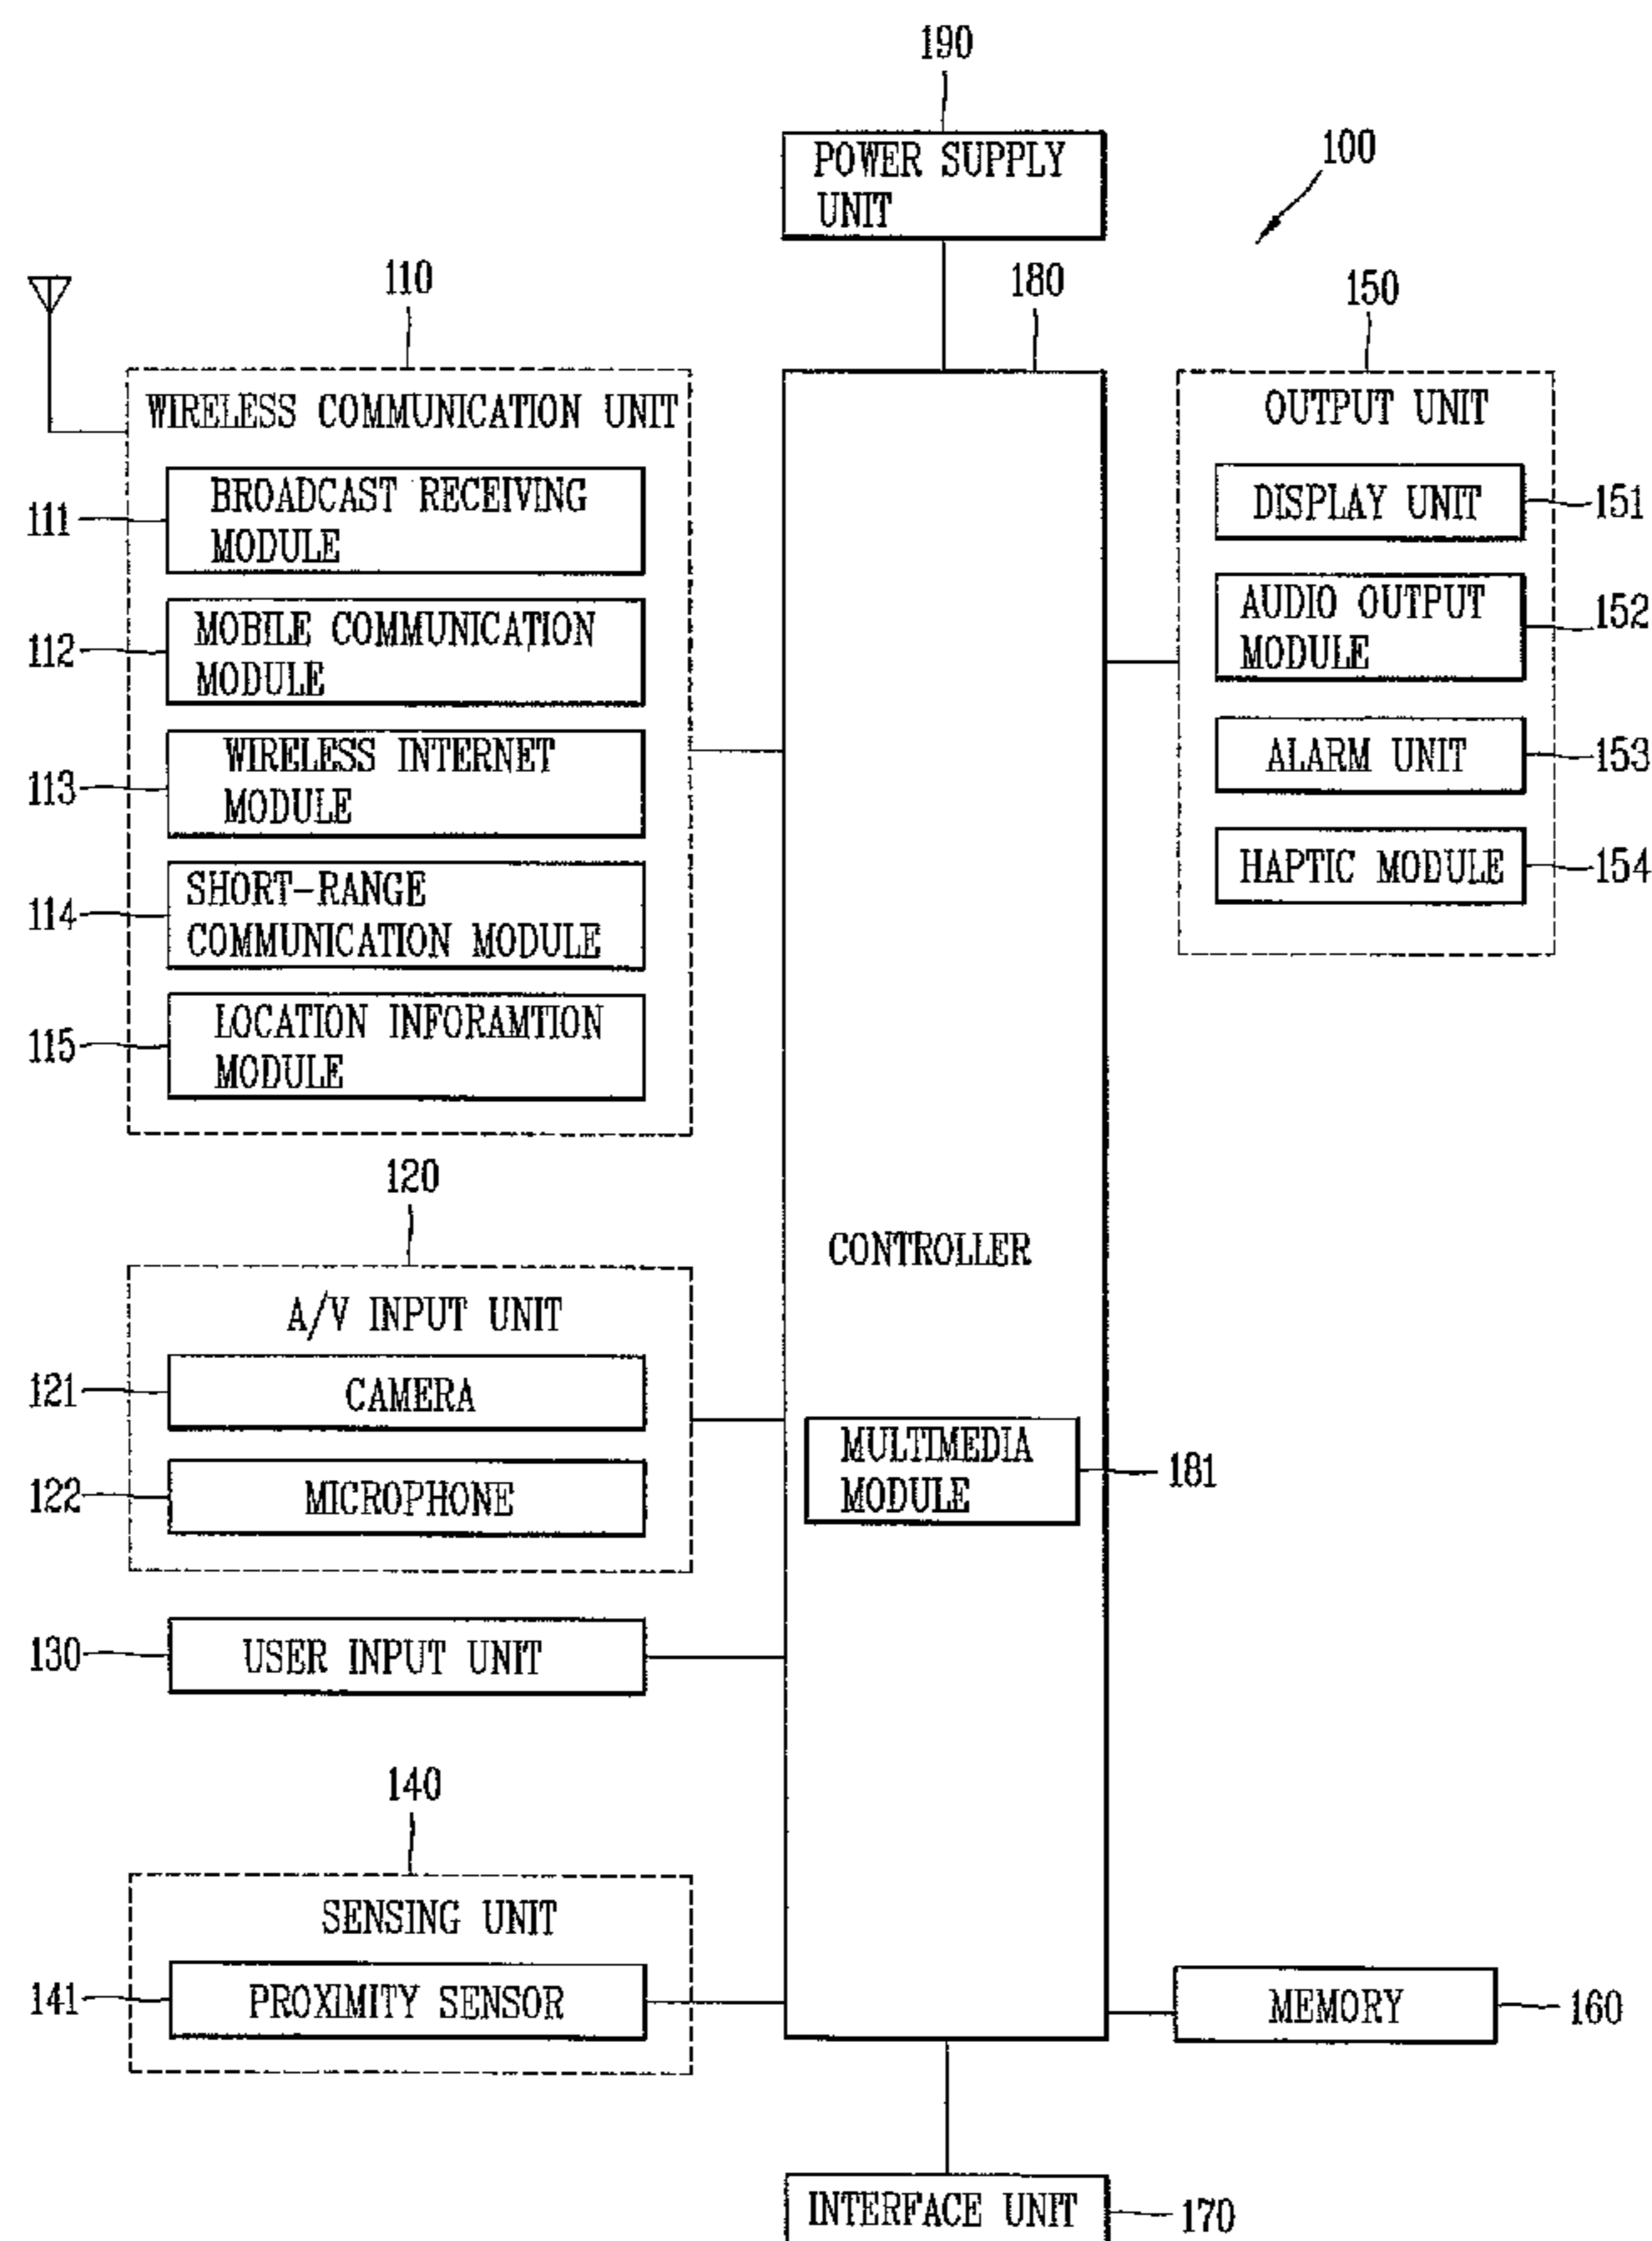 190
POWER SUPPLY
UNIT
100
110
180
150
WIRELESS COMMUNICATION UNIT
111
BROADCAST RECEIVING
MODULE
112
MOBILE COMMUNICATION
MODULE
113
WIRELESS INTERNET
MODULE
114
SHORT-RANGE
COMMUNICATION MODULE
115
LOCATION INFORAMTION
MODULE
OUTPUT UNIT
DISPLAY UNIT
151
AUDIO OUTPUT
MODULE
152
ALARM UNIT
153
HAPTIC MODULE
154
120
A/V INPUT UNIT
121
CAMERA
122
MICROPHONE
CONTROLLER
MULTIMEDIA
MODULE
181
130
USER INPUT UNIT
140
SENSING UNIT
141
PROXIMITY SENSOR
MEMORY
160
INTERFACE UNIT
170